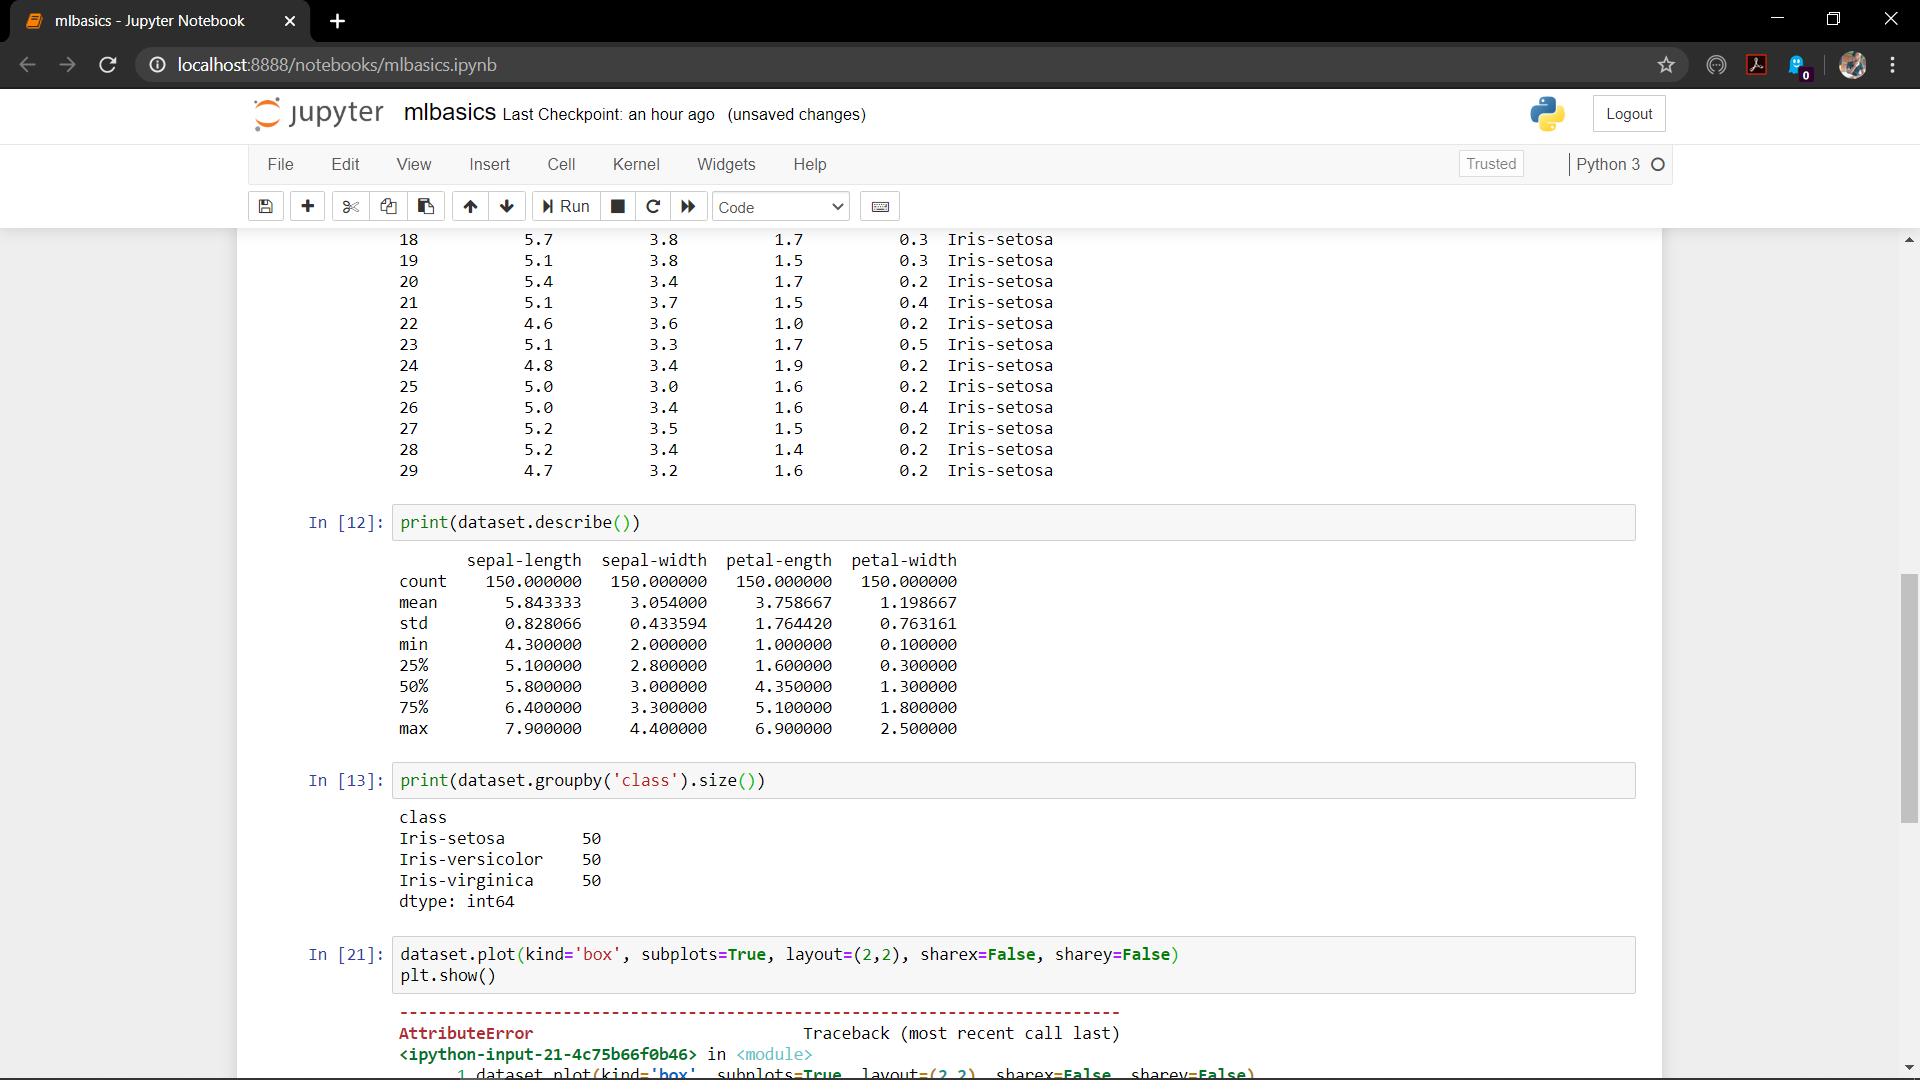 mlbasics - Jupyter Notebook
localhost:8888/notebooks/mlbasics.ipynb
0
jupyter mlbasics Last Checkpoint: an hour ago (unsaved changes) Logout
File Edit View Insert Cell Kernel Widgets Help Trusted Python 3
Run Code
18 5.7 3.8 1.7 0.3 Iris-setosa
19 5.1 3.8 1.5 0.3 Iris-setosa
20 5.4 3.4 1.7 0.2 Iris-setosa
21 5.1 3.7 1.5 0.4 Iris-setosa
22 4.6 3.6 1.0 0.2 Iris-setosa
23 5.1 3.3 1.7 0.5 Iris-setosa
24 4.8 3.4 1.9 0.2 Iris-setosa
25 5.0 3.0 1.6 0.2 Iris-setosa
26 5.0 3.4 1.6 0.4 Iris-setosa
27 5.2 3.5 1.5 0.2 Iris-setosa
28 5.2 3.4 1.4 0.2 Iris-setosa
29 4.7 3.2 1.6 0.2 Iris-setosa
In [12]: print(dataset.describe())
sepal-length sepal-width petal-ength petal-width
count 150.000000 150.000000 150.000000 150.000000
mean 5.843333 3.054000 3.758667 1.198667
std 0.828066 0.433594 1.764420 0.763161
min 4.300000 2.000000 1.000000 0.100000
25% 5.100000 2.800000 1.600000 0.300000
50% 5.800000 3.000000 4.350000 1.300000
75% 6.400000 3.300000 5.100000 1.800000
max 7.900000 4.400000 6.900000 2.500000
In [13]: print(dataset.groupby('class').size())
class
Iris-setosa 50
Iris-versicolor 50
Iris-virginica 50
dtype: int64
In [21]: dataset.plot(kind='box', subplots=True, layout=(2,2), sharex=False, sharey=False)
plt.show()
---------------------------------------------------------------------------
AttributeError Traceback (most recent call last)
<ipython-input-21-4c75b66f0b46> in <module>
1 dataset.plot(kind='box', subplots=True, layout=(2,2), sharex=False, sharey=False)